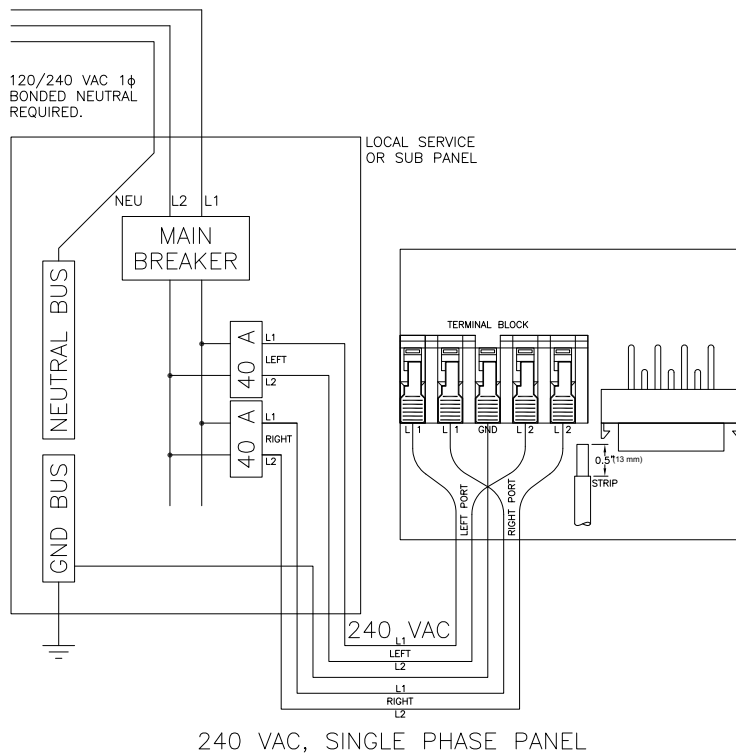 120/240 VAC 1ϕ
BONDED NEUTRAL
REQUIRED.
LOCAL SERVICE
OR SUB PANEL
NEU L2 L1
MAIN
BREAKER
NEUTRAL BUS
GND BUS
40 A
L1
LEFT
L2
40 A
L1
RIGHT
L2
TERMINAL BLOCK
L 1 L 1 GND L 2 L 2
0.5"(13 mm)
STRIP
LEFT PORT
RIGHT PORT
240 VAC
L1
LEFT
L2
L1
RIGHT
L2
240 VAC, SINGLE PHASE PANEL